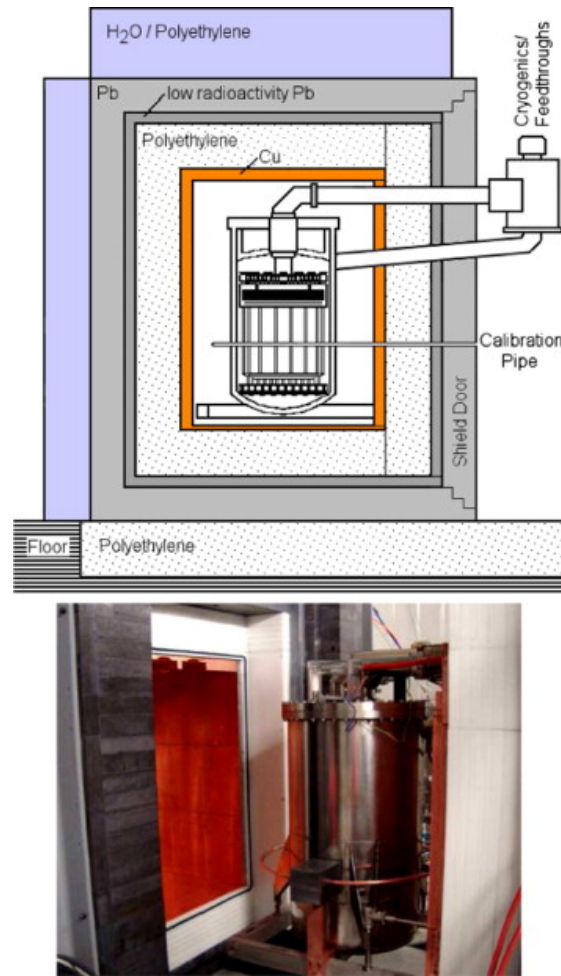 H₂O / Polyethylene
Pb
low radioactivity Pb
Polyethylene
Cu
Cryogenics/
Feedthroughs
Calibration
Pipe
Shield Door
Floor
Polyethylene